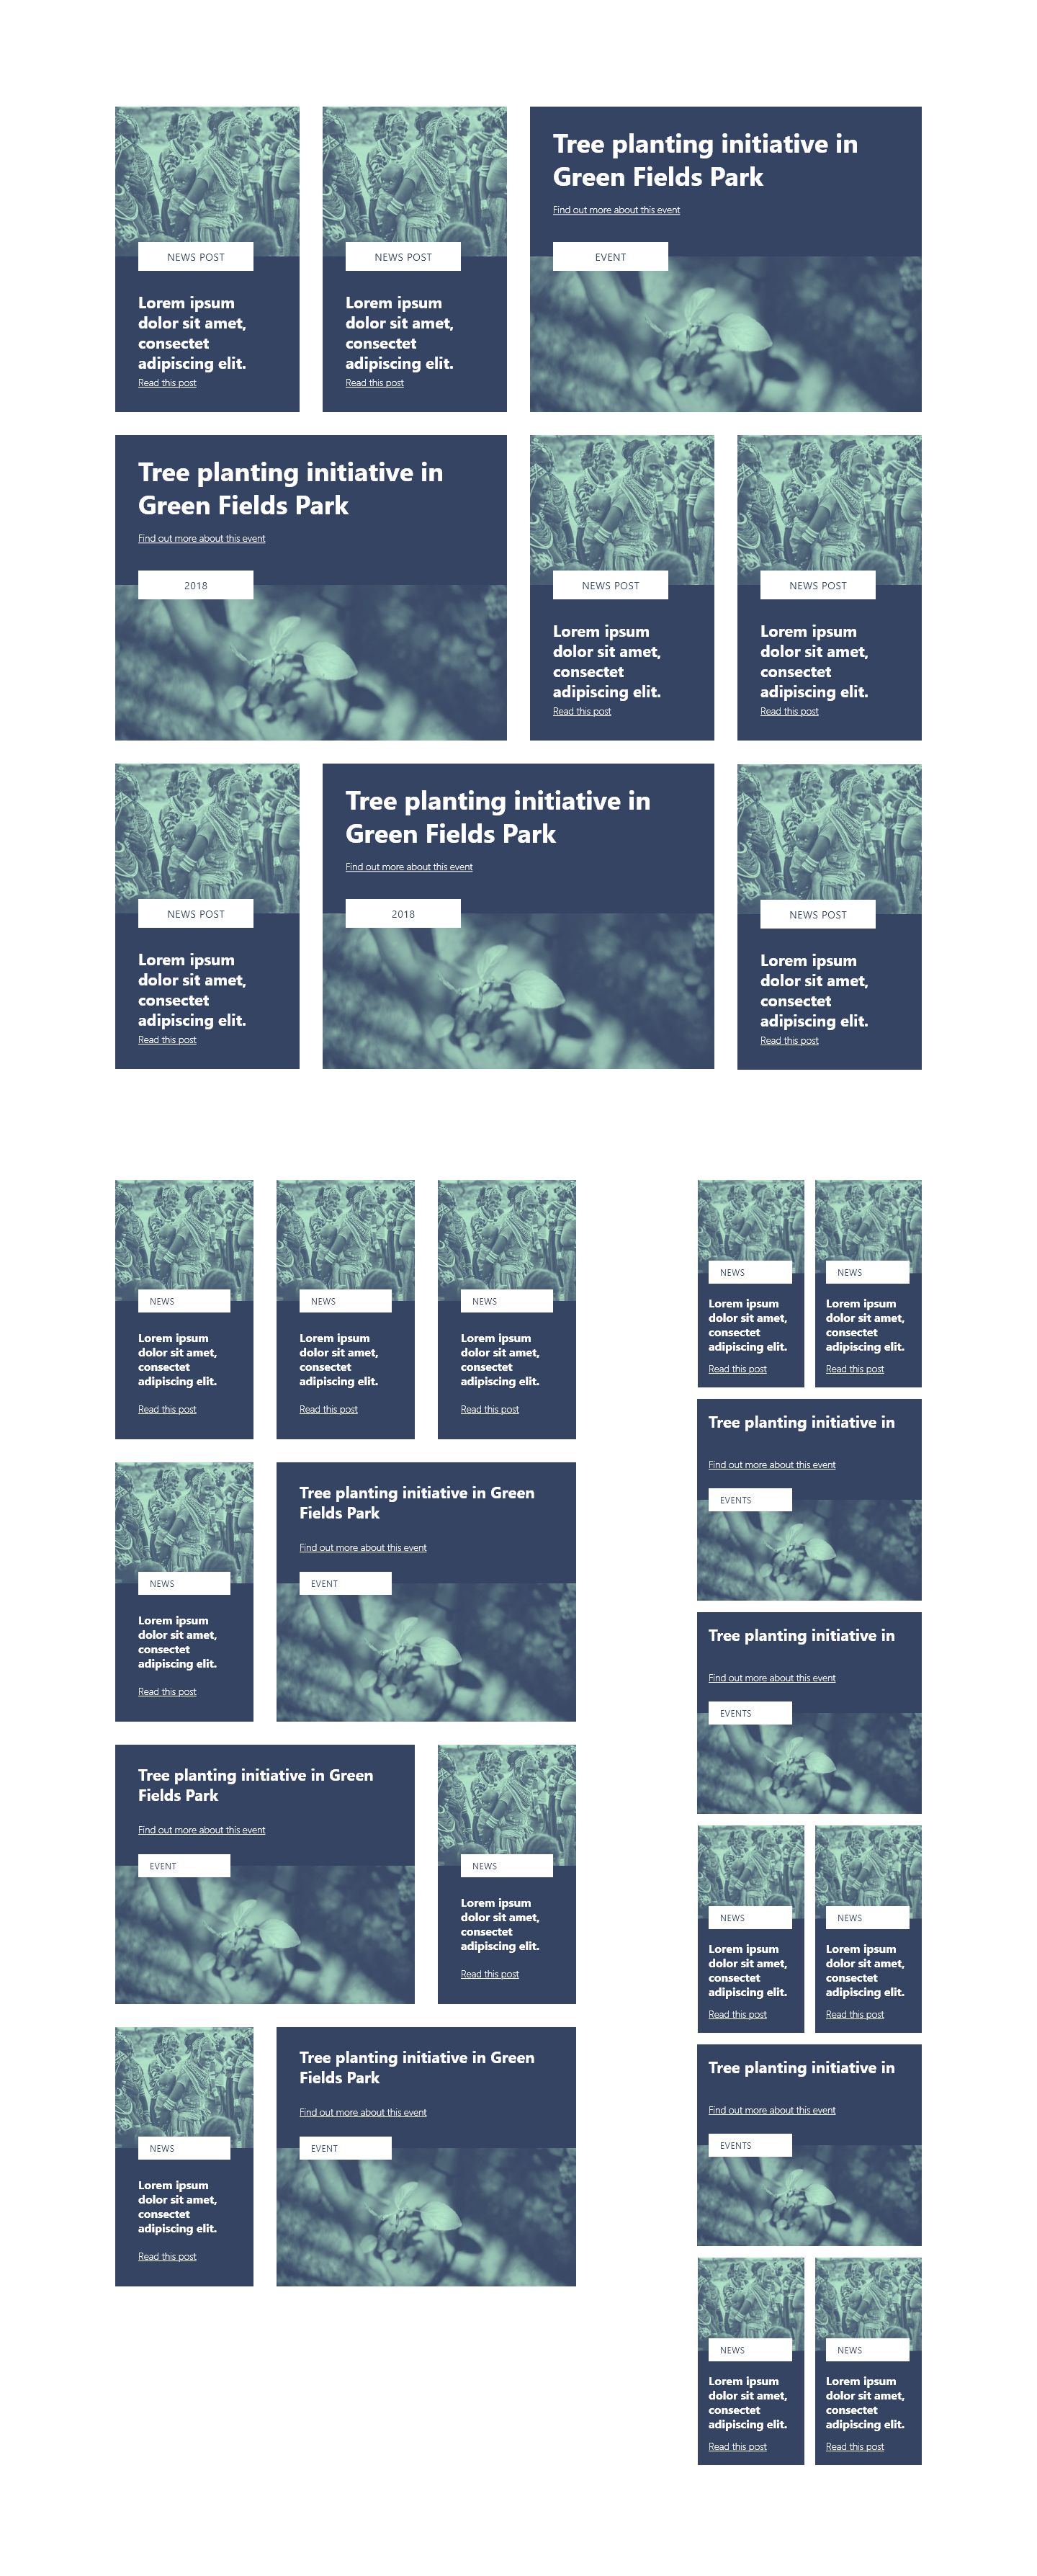 NEWS POST
Lorem ipsum
dolor sit amet,
consectet
adipiscing elit.
Read this post
NEWS POST
Lorem ipsum
dolor sit amet,
consectet
adipiscing elit.
Read this post
Tree planting initiative in
Green Fields Park
Find out more about this event
EVENT
Tree planting initiative in
Green Fields Park
Find out more about this event
2018
NEWS POST
Lorem ipsum
dolor sit amet,
consectet
adipiscing elit.
Read this post
NEWS POST
Lorem ipsum
dolor sit amet,
consectet
adipiscing elit.
Read this post
NEWS POST
Lorem ipsum
dolor sit amet,
consectet
adipiscing elit.
Read this post
Tree planting initiative in
Green Fields Park
Find out more about this event
2018
NEWS POST
Lorem ipsum
dolor sit amet,
consectet
adipiscing elit.
Read this post
NEWS
Lorem ipsum
dolor sit amet,
consectet
adipiscing elit.
Read this post
NEWS
Lorem ipsum
dolor sit amet,
consectet
adipiscing elit.
Read this post
NEWS
Lorem ipsum
dolor sit amet,
consectet
adipiscing elit.
Read this post
NEWS
Lorem ipsum
dolor sit amet,
consectet
adipiscing elit.
Read this post
Tree planting initiative in Green
Fields Park
Find out more about this event
EVENT
Tree planting initiative in Green
Fields Park
Find out more about this event
EVENT
NEWS
Lorem ipsum
dolor sit amet,
consectet
adipiscing elit.
Read this post
NEWS
Lorem ipsum
dolor sit amet,
consectet
adipiscing elit.
Read this post
Tree planting initiative in Green
Fields Park
Find out more about this event
EVENT
NEWS
Lorem ipsum
dolor sit amet,
consectet
adipiscing elit.
Read this post
NEWS
Lorem ipsum
dolor sit amet,
consectet
adipiscing elit.
Read this post
Tree planting initiative in
Find out more about this event
EVENTS
Tree planting initiative in
Find out more about this event
EVENTS
NEWS
Lorem ipsum
dolor sit amet,
consectet
adipiscing elit.
Read this post
NEWS
Lorem ipsum
dolor sit amet,
consectet
adipiscing elit.
Read this post
Tree planting initiative in
Find out more about this event
EVENTS
NEWS
Lorem ipsum
dolor sit amet,
consectet
adipiscing elit.
Read this post
NEWS
Lorem ipsum
dolor sit amet,
consectet
adipiscing elit.
Read this post